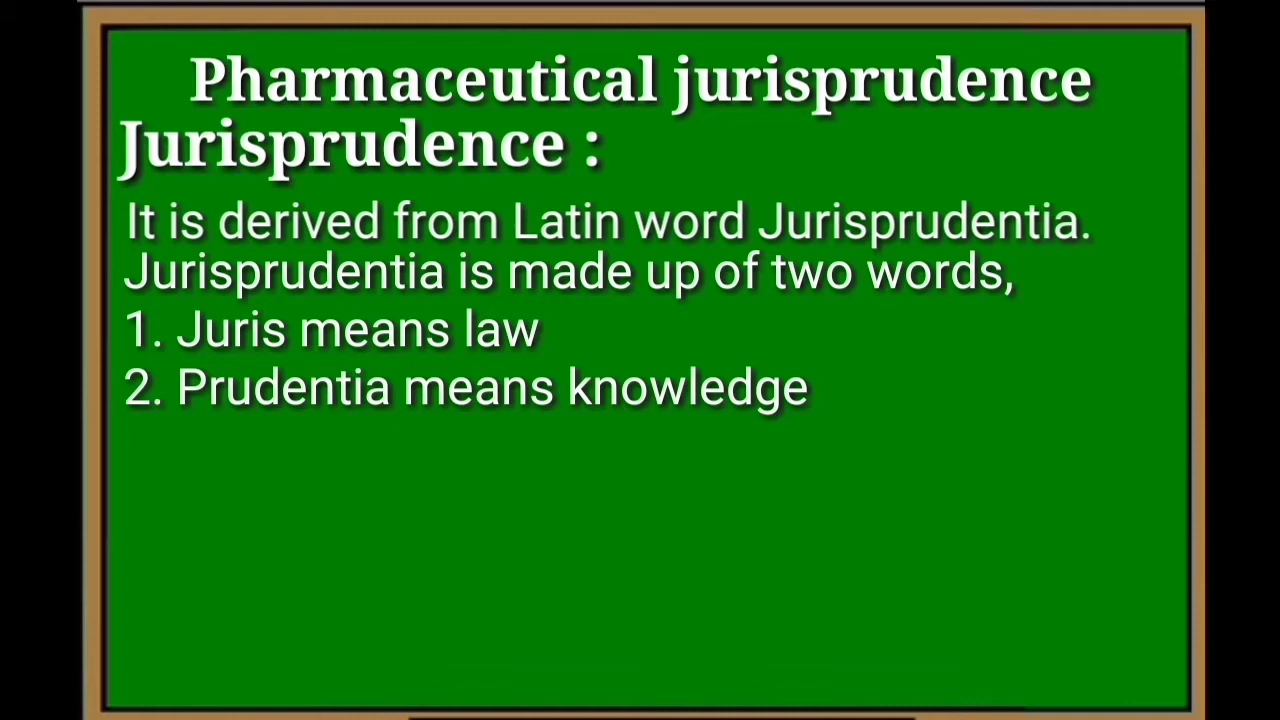 Pharmaceutical jurisprudence
Jurisprudence :
It is derived from Latin word Jurisprudentia.
Jurisprudentia is made up of two words,
1. Juris means law
2. Prudentia means knowledge